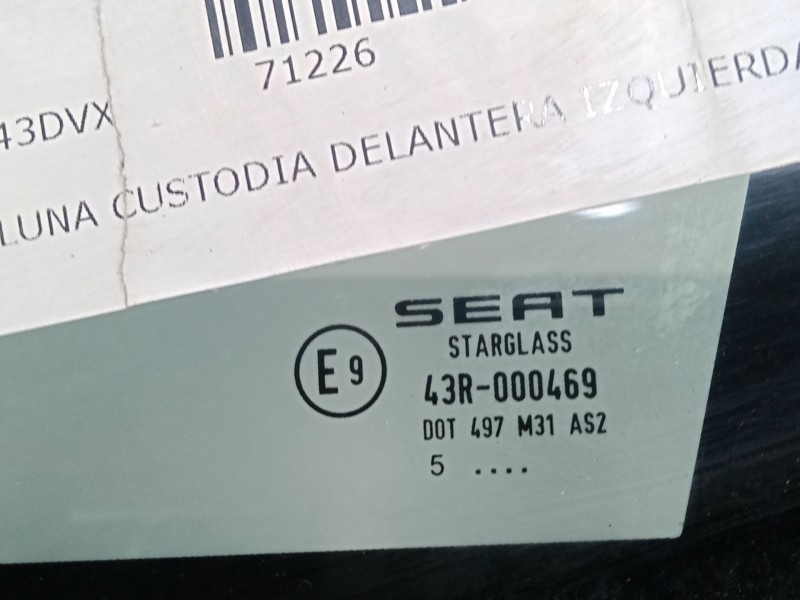 71226
43DVX
LUNA CUSTODIA DELANTERA IZQUIERDA
SEAT
STARGLASS
E9
43R-000469
DOT 497 M31 AS2
5 ....